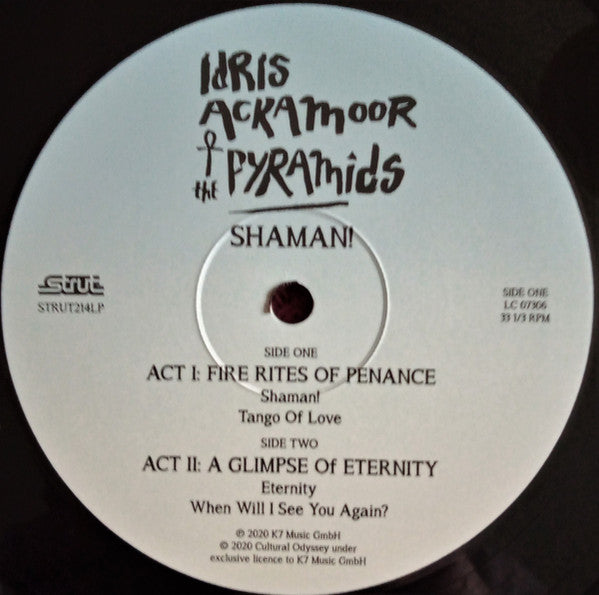 IdRIS
ACKAMOOR
☥
the PYRAMids
SHAMAN!
Strut
STRUT214LP
SIDE ONE
LC 07306
33 1/3 RPM
SIDE ONE
ACT I: FIRE RITES OF PENANCE
Shaman!
Tango Of Love
SIDE TWO
ACT II: A GLIMPSE Of ETERNITY
Eternity
When Will I See You Again?
℗ 2020 K7 Music GmbH
© 2020 Cultural Odyssey under
exclusive licence to K7 Music GmbH